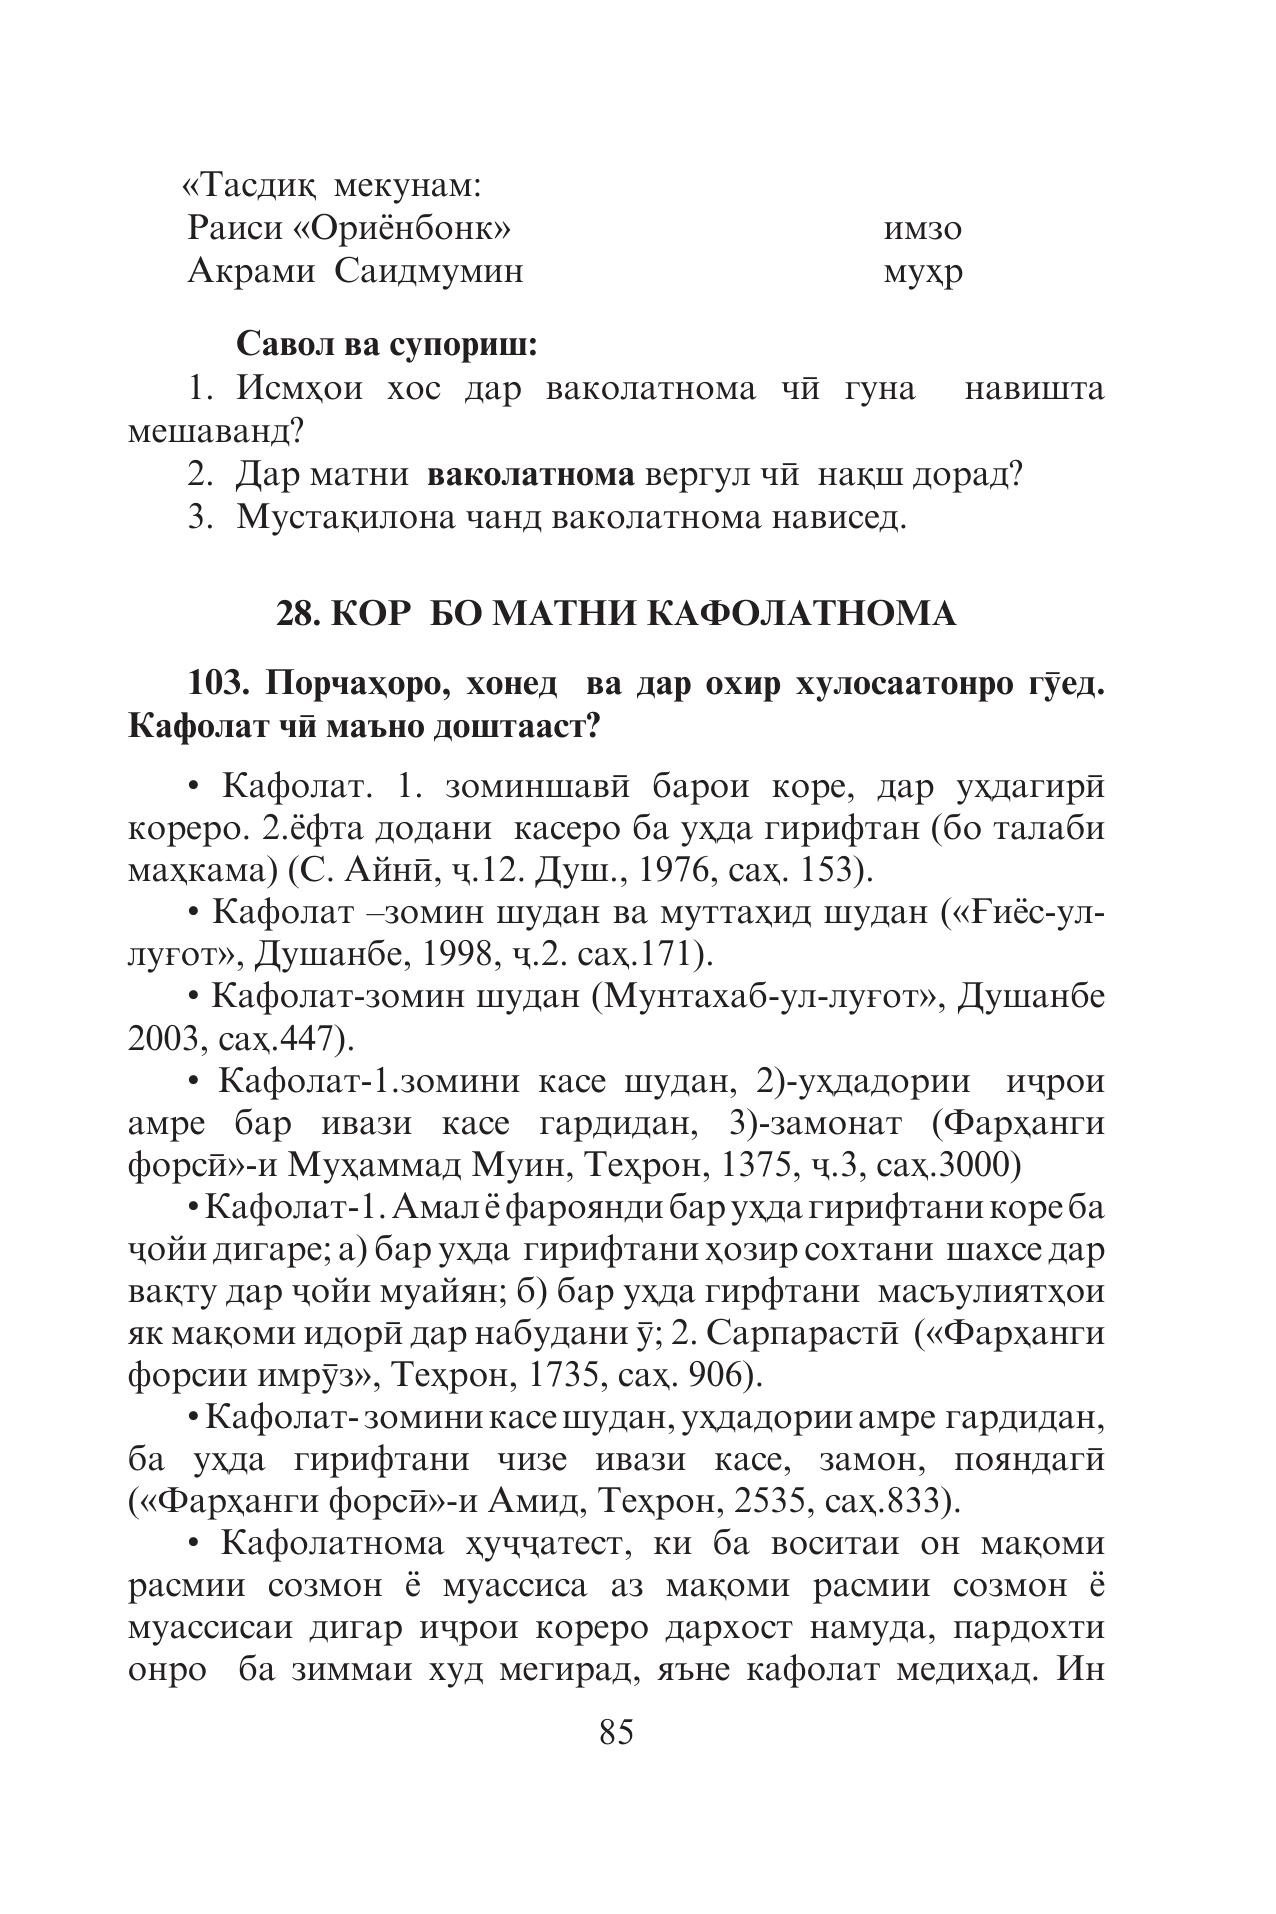 «Тасдиқ мекунам:
Раиси «Ориёнбонк» имзо
Акрами Саидмумин муҳр
Савол ва супориш:
1. Исмҳои хос дар ваколатнома чӣ гуна навишта
мешаванд?
2. Дар матни ваколатнома вергул чӣ нақш дорад?
3. Мустақилона чанд ваколатнома нависед.
28. КОР БО МАТНИ КАФОЛАТНОМА
103. Порчаҳоро, хонед ва дар охир хулосаатонро гӯед.
Кафолат чӣ маъно доштааст?
• Кафолат. 1. зоминшавӣ барои коре, дар уҳдагирӣ
кореро. 2.ёфта додани касеро ба уҳда гирифтан (бо талаби
маҳкама) (С. Айнӣ, ҷ.12. Душ., 1976, саҳ. 153).
• Кафолат –зомин шудан ва муттаҳид шудан («Ғиёс-ул-
луғот», Душанбе, 1998, ҷ.2. саҳ.171).
• Кафолат-зомин шудан (Мунтахаб-ул-луғот», Душанбе
2003, саҳ.447).
• Кафолат-1.зомини касе шудан, 2)-уҳдадории иҷрои
амре бар ивази касе гардидан, 3)-замонат (Фарҳанги
форсӣ»-и Муҳаммад Муин, Теҳрон, 1375, ҷ.3, саҳ.3000)
• Кафолат-1. Амал ё фароянди бар уҳда гирифтани коре ба
ҷойи дигаре; а) бар уҳда гирифтани ҳозир сохтани шахсе дар
вақту дар ҷойи муайян; б) бар уҳда гирфтани масъулиятҳои
як мақоми идорӣ дар набудани ӯ; 2. Сарпарастӣ («Фарҳанги
форсии имрӯз», Теҳрон, 1735, саҳ. 906).
• Кафолат- зомини касе шудан, уҳдадории амре гардидан,
ба уҳда гирифтани чизе ивази касе, замон, пояндагӣ
(«Фарҳанги форсӣ»-и Амид, Теҳрон, 2535, саҳ.833).
• Кафолатнома ҳуҷҷатест, ки ба воситаи он мақоми
расмии созмон ё муассиса аз мақоми расмии созмон ё
муассисаи дигар иҷрои кореро дархост намуда, пардохти
онро ба зиммаи худ мегирад, яъне кафолат медиҳад. Ин
85